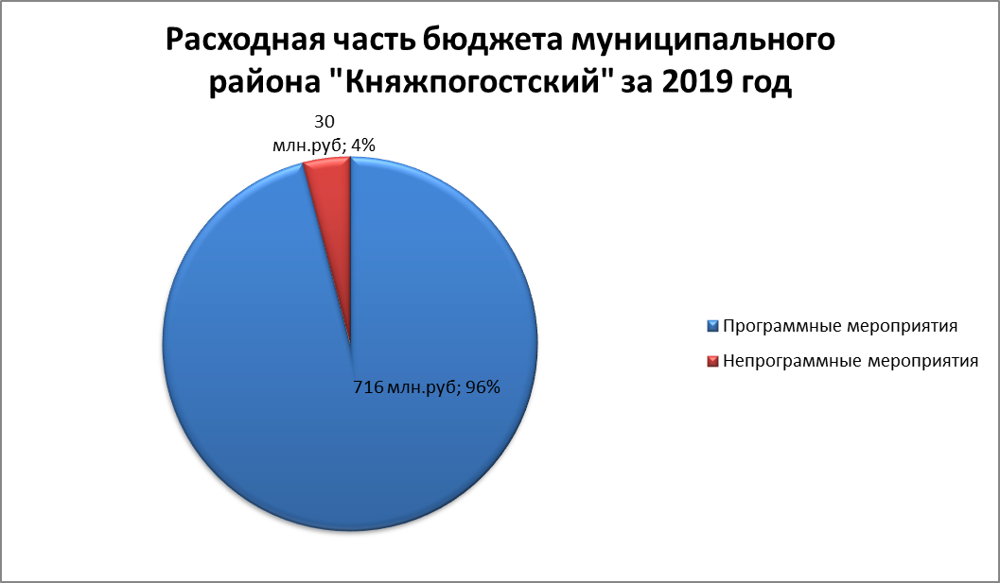 Расходная часть бюджета муниципального
района "Княжпогостский" за 2019 год
30
млн.руб; 4%
716 млн.руб; 96%
Программные мероприятия
Непрограммные мероприятия